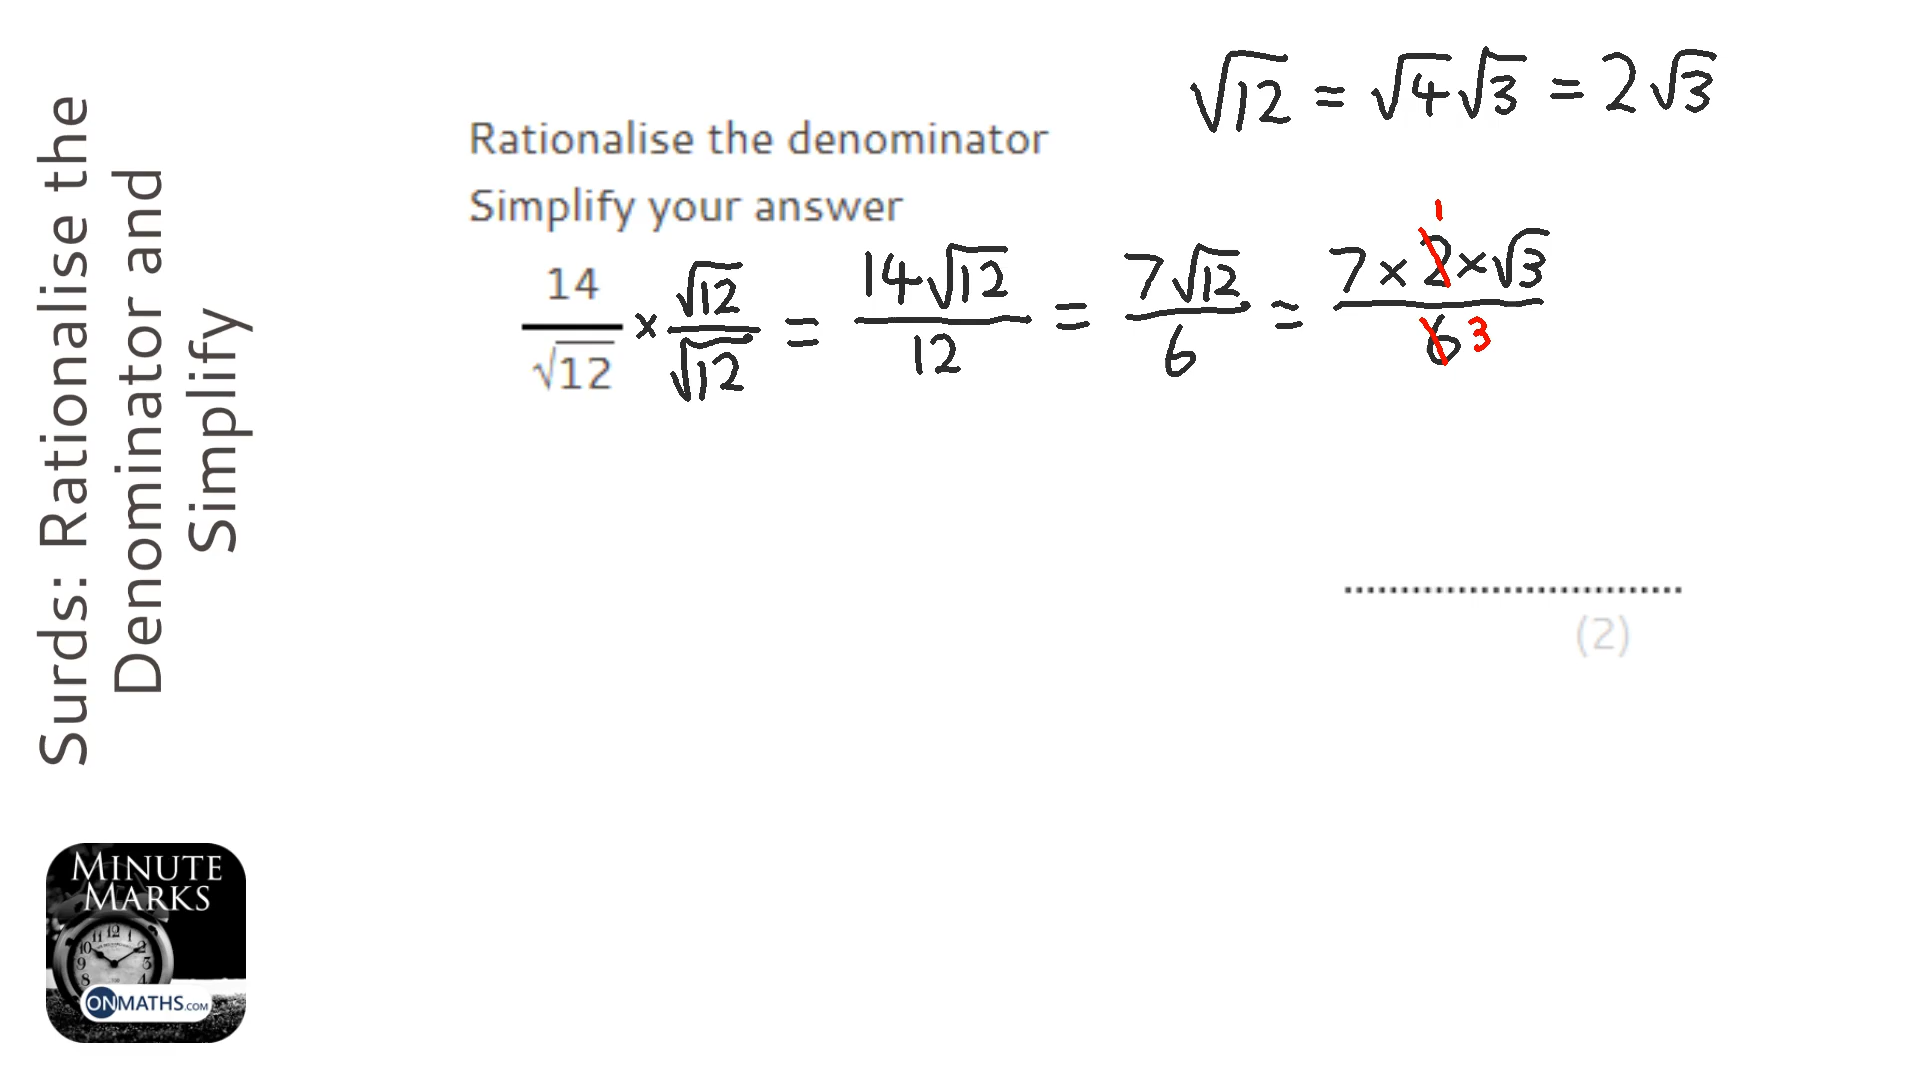 Surds: Rationalise the
Denominator and
Simplify
√12 = √4√3 = 2√3
Rationalise the denominator
Simplify your answer
14/√12 × √12/√12 = 14√12/12 = 7√12/6 = 7 × 2 × √3/6
1
3
(2)
MINUTE
MARKS
ONMATHS.COM